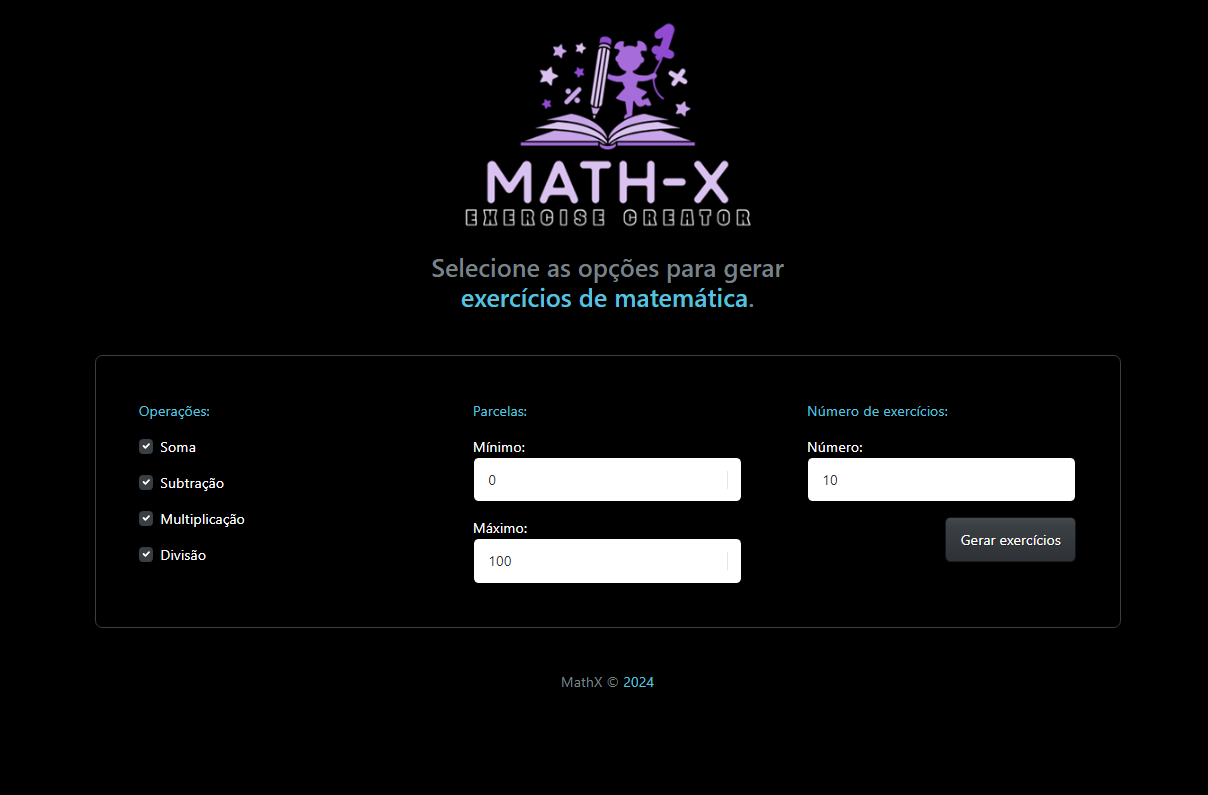 MATH-X
EXERCISE CREATOR
Selecione as opções para gerar
exercícios de matemática.
Operações:
Soma
Subtração
Multiplicação
Divisão
Parcelas:
Mínimo:
0
Máximo:
100
Número de exercícios:
Número:
10
Gerar exercícios
MathX © 2024